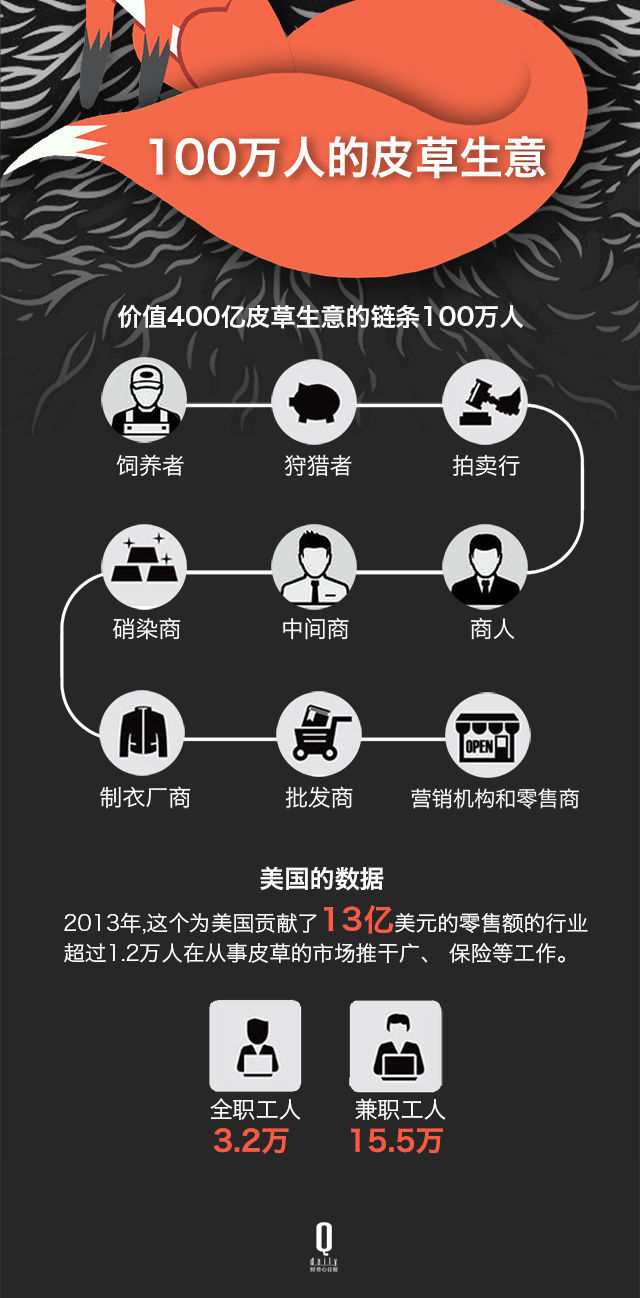 100万人的皮草生意
价值400亿皮草生意的链条100万人
饲养者
狩猎者
拍卖行
硝染商
中间商
商人
制衣厂商
批发商
OPEN
营销机构和零售商
美国的数据
2013年,这个为美国贡献了13亿美元的零售额的行业
超过1.2万人在从事皮草的市场推干广、 保险等工作。
全职工人
兼职工人
3.2万
15.5万
Q
daily
好奇心日报